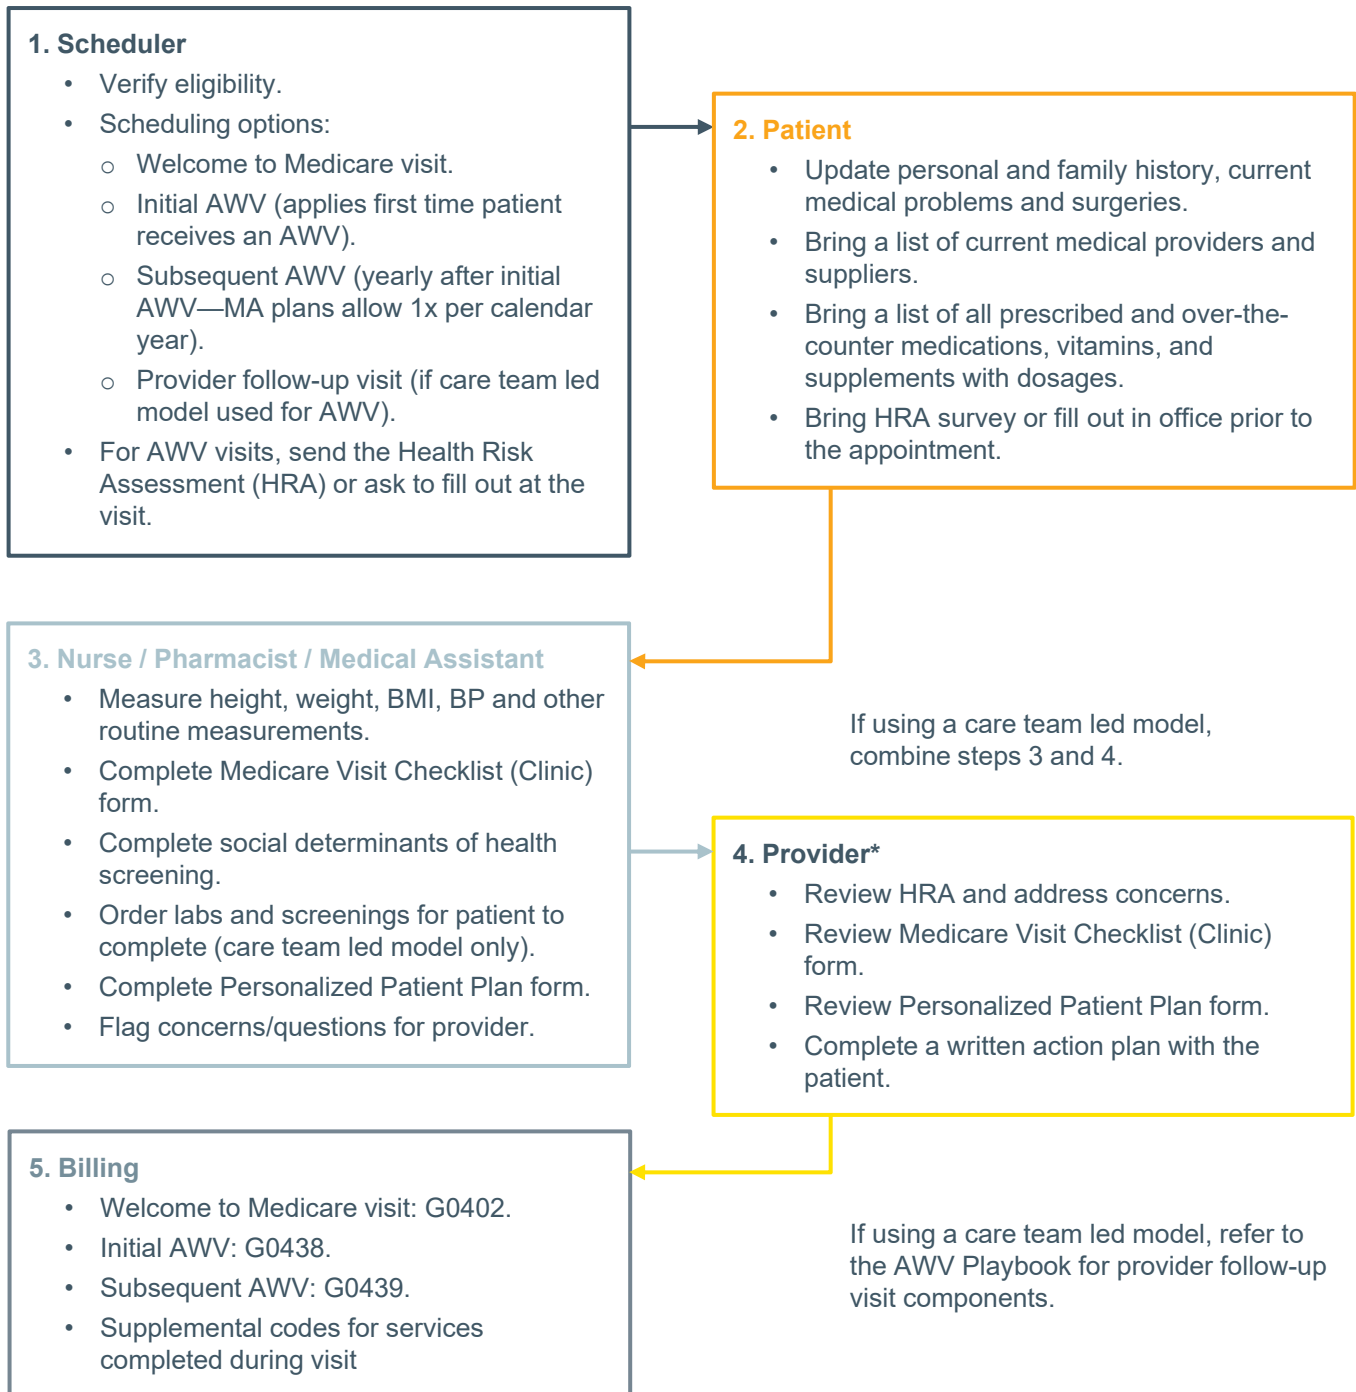 1. Scheduler
• Verify eligibility.
• Scheduling options:
o Welcome to Medicare visit.
o Initial AWV (applies first time patient
receives an AWV).
o Subsequent AWV (yearly after initial
AWV—MA plans allow 1x per calendar
year).
o Provider follow-up visit (if care team led
model used for AWV).
• For AWV visits, send the Health Risk
Assessment (HRA) or ask to fill out at the
visit.
2. Patient
• Update personal and family history, current
medical problems and surgeries.
• Bring a list of current medical providers and
suppliers.
• Bring a list of all prescribed and over-the-
counter medications, vitamins, and
supplements with dosages.
• Bring HRA survey or fill out in office prior to
the appointment.
3. Nurse / Pharmacist / Medical Assistant
• Measure height, weight, BMI, BP and other
routine measurements.
• Complete Medicare Visit Checklist (Clinic)
form.
• Complete social determinants of health
screening.
• Order labs and screenings for patient to
complete (care team led model only).
• Complete Personalized Patient Plan form.
• Flag concerns/questions for provider.
If using a care team led model,
combine steps 3 and 4.
4. Provider*
• Review HRA and address concerns.
• Review Medicare Visit Checklist (Clinic)
form.
• Review Personalized Patient Plan form.
• Complete a written action plan with the
patient.
5. Billing
• Welcome to Medicare visit: G0402.
• Initial AWV: G0438.
• Subsequent AWV: G0439.
• Supplemental codes for services
completed during visit
If using a care team led model, refer to
the AWV Playbook for provider follow-up
visit components.